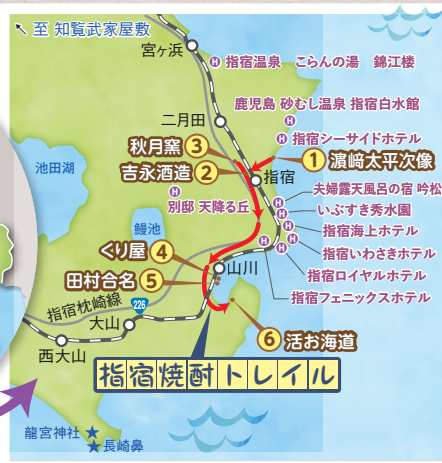 至 知覧武家屋敷
宮ヶ浜
H 指宿温泉 こらんの湯 錦江楼
鹿児島 砂むし温泉 指宿白水館
H
二月田
H 指宿シーサイドホテル
秋月窯 3
1 濵﨑太平次像
吉永酒造 2
指宿
池田湖
H
別邸 天降る丘
夫婦露天風呂の宿 吟松
H いぶすき秀水園
H 指宿海上ホテル
H 指宿いわさきホテル
H 指宿ロイヤルホテル
H 指宿フェニックスホテル
鰻池
くり屋 4
山川
田村合名 5
指宿枕崎線
226
大山
西大山
6 活お海道
指宿焼酎トレイル
龍宮神社
長崎鼻